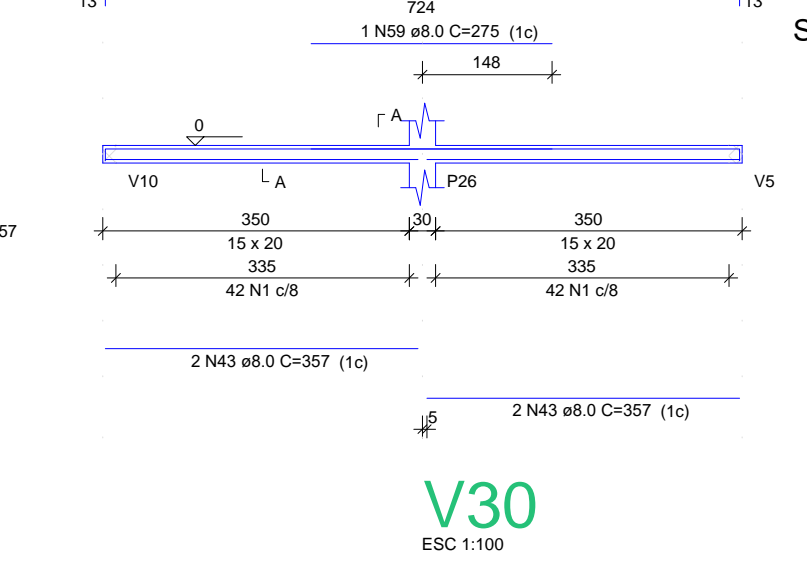 13
724
13
1 N59 ø8.0 C=275 (1c)
S
148
A
0
V10
A
P26
V5
57
350
30
350
15 x 20
15 x 20
335
335
42 N1 c/8
42 N1 c/8
2 N43 ø8.0 C=357 (1c)
2 N43 ø8.0 C=357 (1c)
5
V30
ESC 1:100